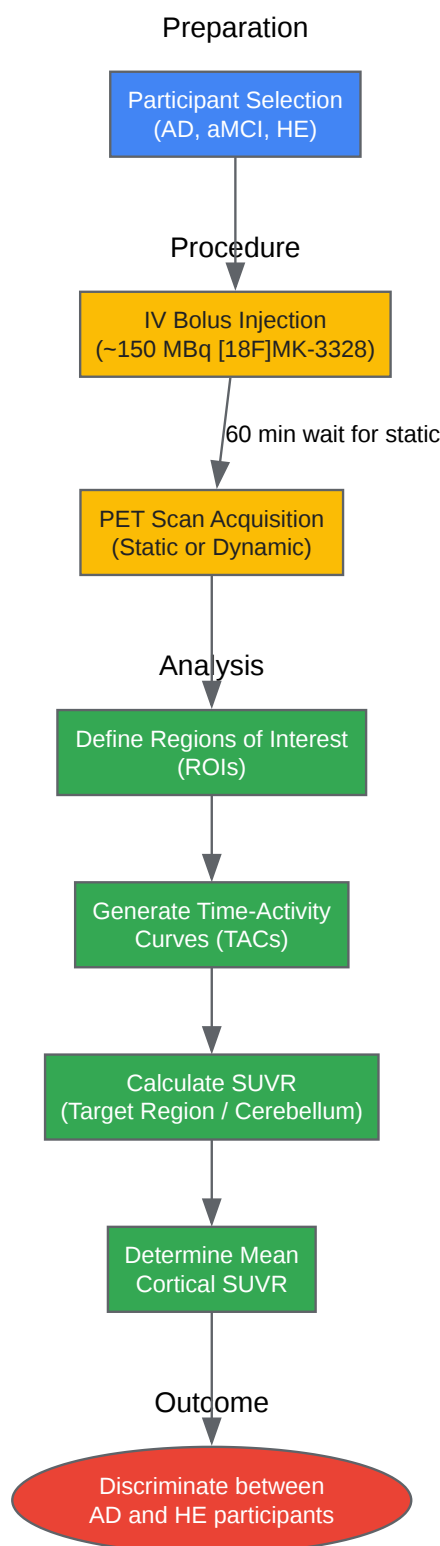 Preparation
Participant Selection
(AD, aMCI, HE)
Procedure
IV Bolus Injection
(~150 MBq [18F]MK-3328)
60 min wait for static
PET Scan Acquisition
(Static or Dynamic)
Analysis
Define Regions of Interest
(ROIs)
Generate Time-Activity
Curves (TACs)
Calculate SUVR
(Target Region / Cerebellum)
Determine Mean
Cortical SUVR
Outcome
Discriminate between
AD and HE participants